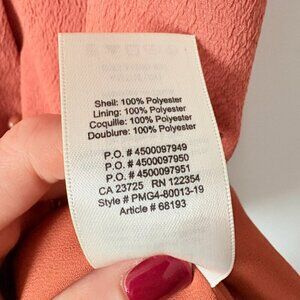 Shell: 100% Polyester
Lining: 100% Polyester
Coquille: 100% Polyester
Doublure: 100% Polyester
P.O. # 4500097949
P.O. # 4500097950
P.O. # 4500097951
CA 23725 RN 122354
Style # PMG4-80013-19
Article # 68193